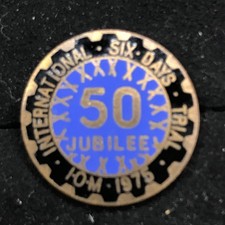 INTERNATIONAL · SIX · DAYS · TRIAL
50
JUBILEE
· I·O·M · 1975 ·